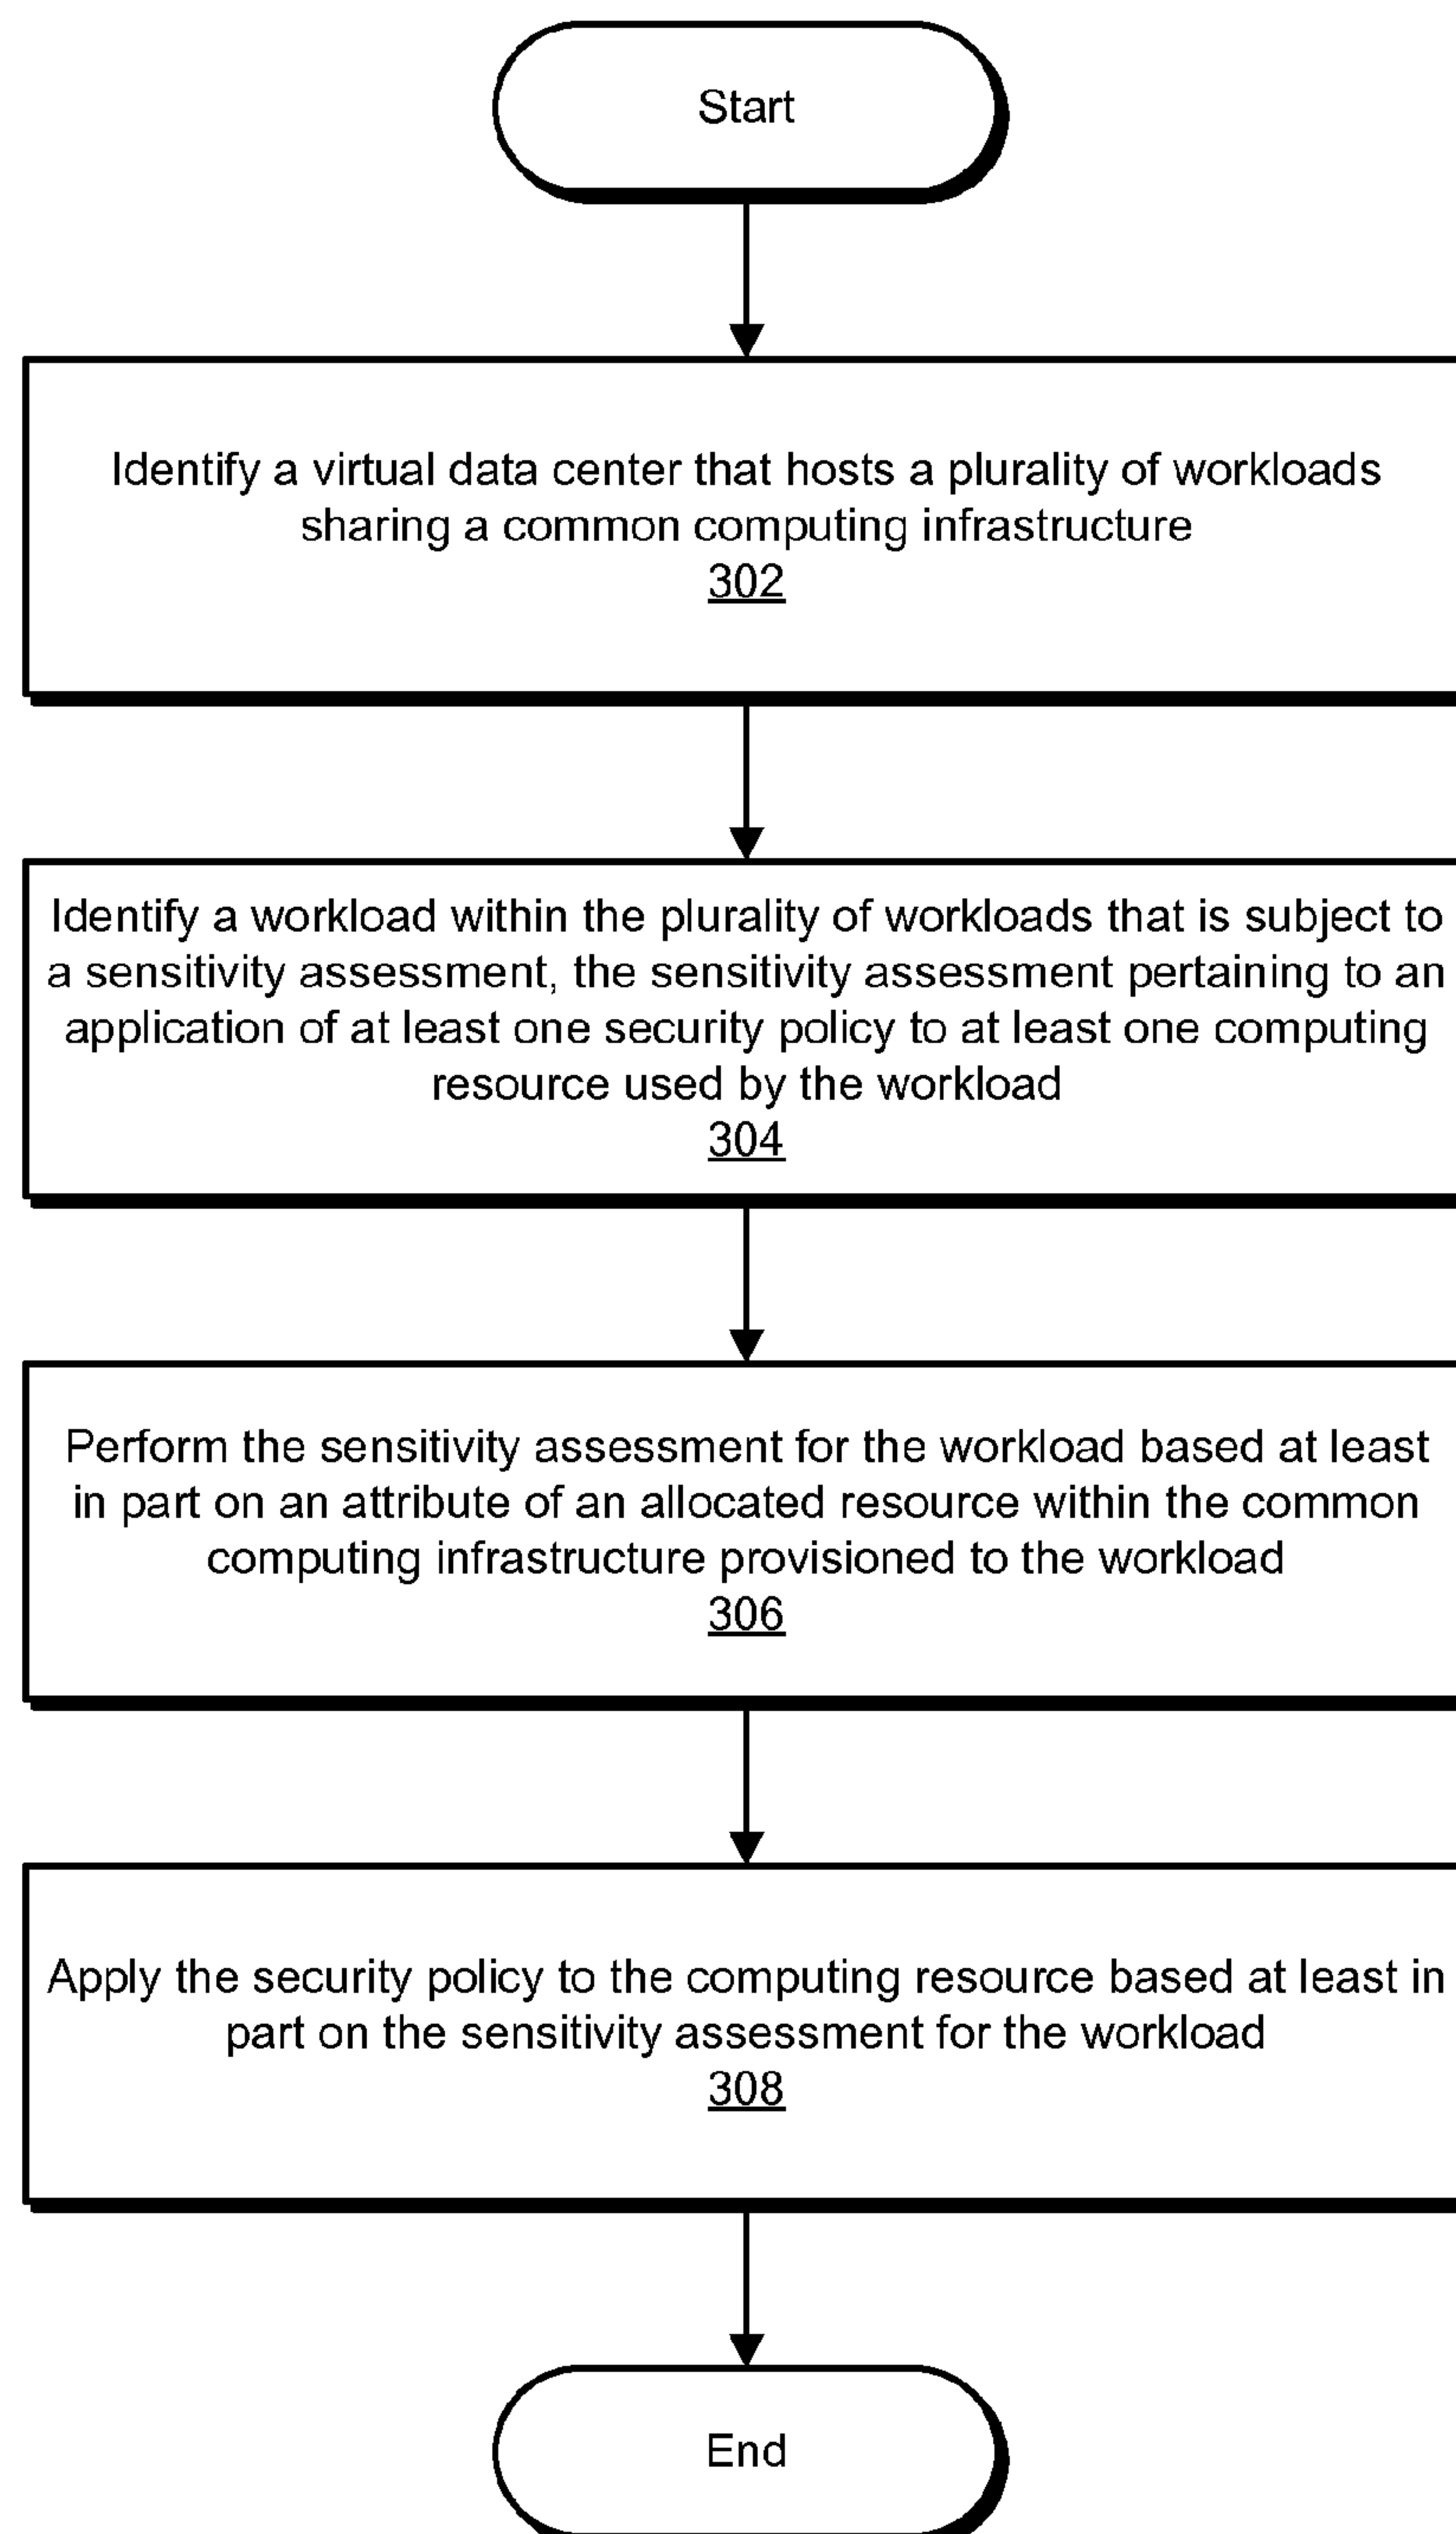 Start
Identify a virtual data center that hosts a plurality of workloads
sharing a common computing infrastructure
302
Identify a workload within the plurality of workloads that is subject to
a sensitivity assessment, the sensitivity assessment pertaining to an
application of at least one security policy to at least one computing
resource used by the workload
304
Perform the sensitivity assessment for the workload based at least
in part on an attribute of an allocated resource within the common
computing infrastructure provisioned to the workload
306
Apply the security policy to the computing resource based at least in
part on the sensitivity assessment for the workload
308
End